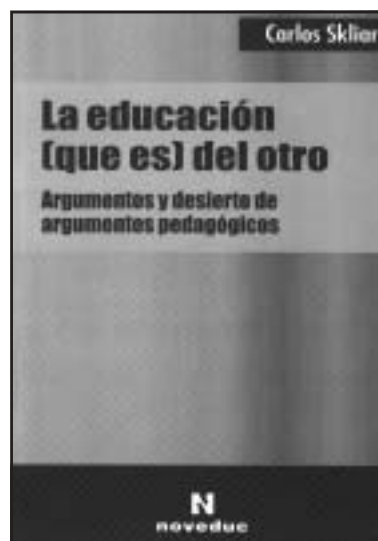 Carlos Skliar
La educación
(que es) del otro
Argumentos y desierto de
argumentos pedagógicos
N
noveduc